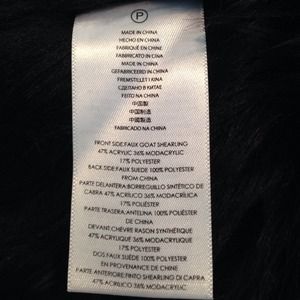 P
MADE IN CHINA
HECHO EN CHINA
FABRIQUÉ EN CHINE
FABBRICATO IN CINA
MADE IN CHINA
GEFABRICEERD IN CHINA
FREMSTILLET I KINA
СДЕЛАНО В КИТАЕ
FEITO NA CHINA
中国製
中国制造
中國製造
FABRICADO NA CHINA
FRONT SIDE:FAUX GOAT SHEARLING
47% ACRYLIC 36% MODACRYLIC
17% POLYESTER
BACK SIDE:FAUX SUEDE 100% POLYESTER
FROM CHINA
PARTE DELANTERA:BORREGUILLO SINTÉTICO DE
CABRA 47% ACRÍLICO 36% MODACRÍLICA
17% POLIÉSTER
PARTE TRASERA:ANTELINA 100% POLIÉSTER
DE CHINA
DEVANT CHÈVRE RASON SYNTHÉTIQUE
47% ACRYLIQUE 36% MODACRYLIQUE
17% POLYESTER
DOS:FAUX SUÈDE 100% POLYESTER
EN PROVENANCE DE CHINE
PARTE ANTERIORE:FINTO SHEARLING DI CAPRA
47% ACRILICO 36% MODACRILICO